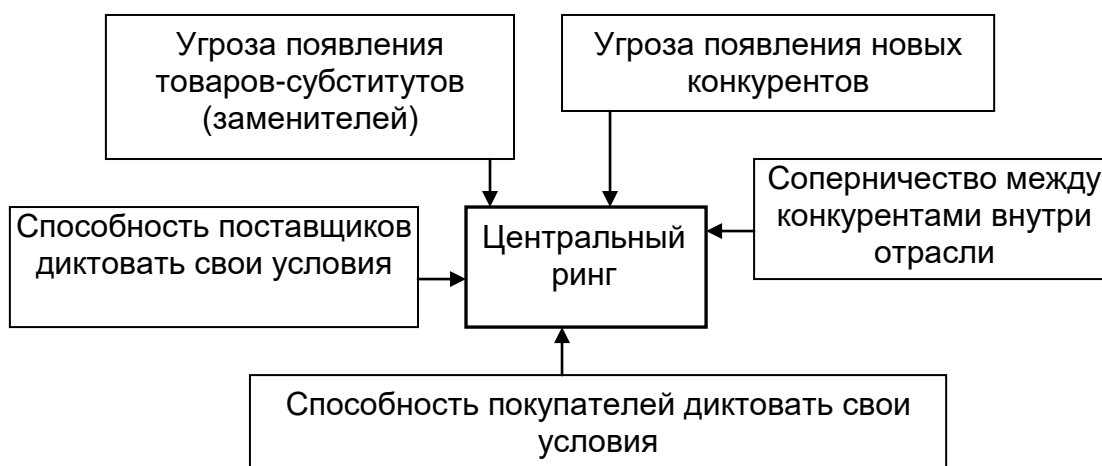 Угроза появления
товаров-субститутов
(заменителей)
Угроза появления новых
конкурентов
Соперничество между
конкурентами внутри
отрасли
Способность поставщиков
диктовать свои условия
Центральный
ринг
Способность покупателей диктовать свои
условия